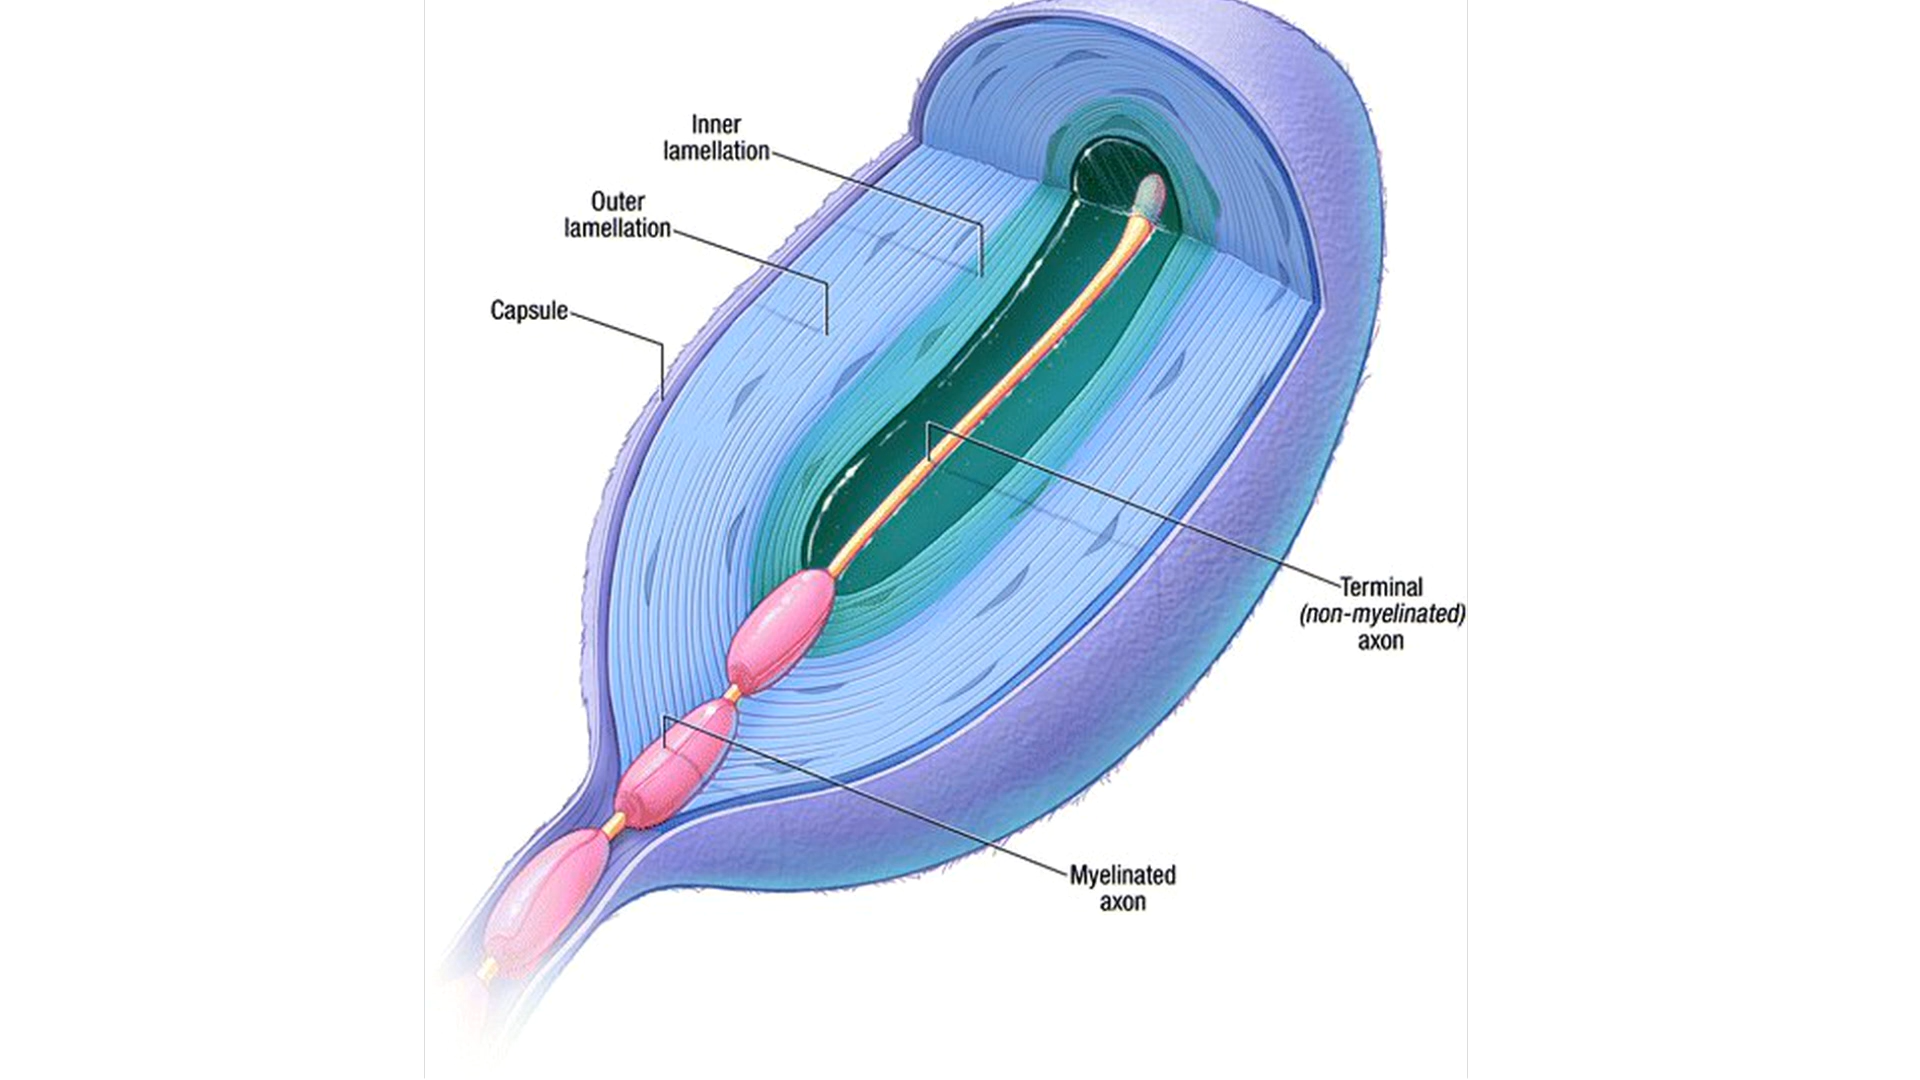 Inner
lamellation
Outer
lamellation
Capsule
Terminal
(non-myelinated)
axon
Myelinated
axon